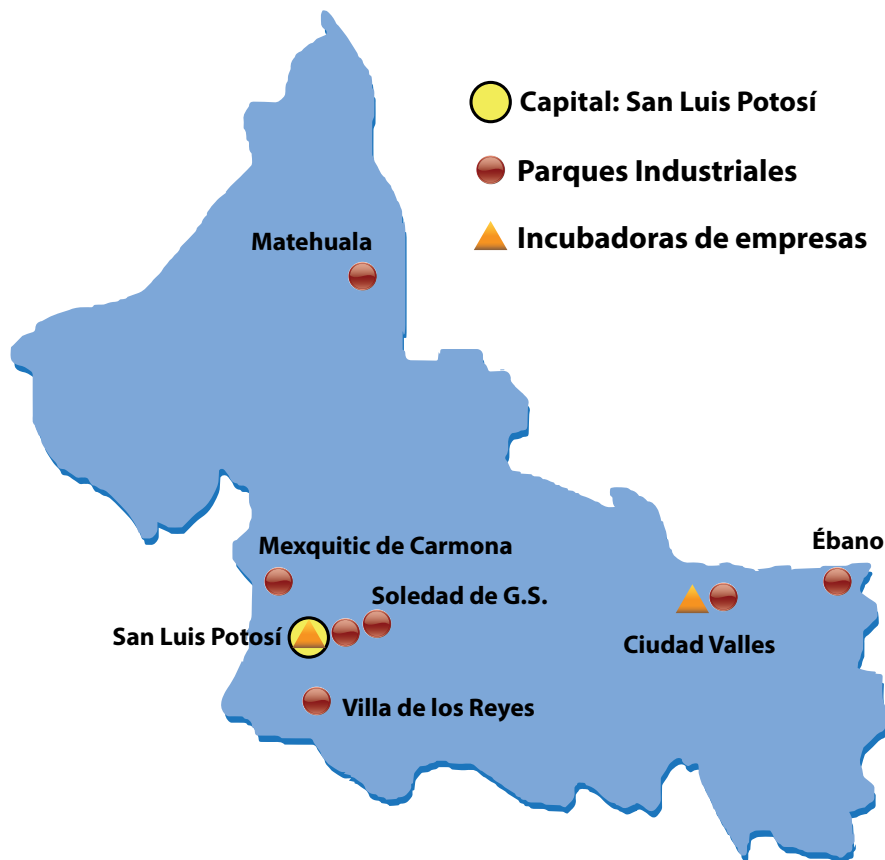 Capital: San Luis Potosí
Parques Industriales
Incubadoras de empresas
Matehuala
Mexquitic de Carmona
Ébano
Soledad de G.S.
San Luis Potosí
Ciudad Valles
Villa de los Reyes